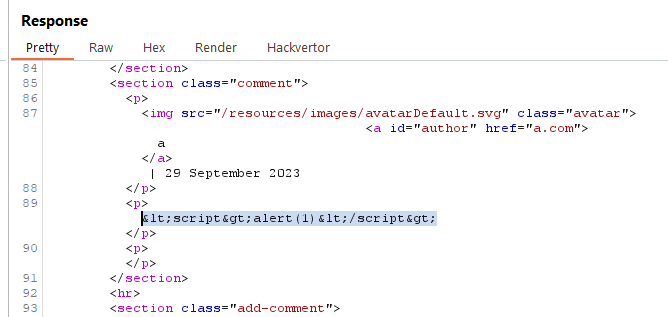 Response
Pretty Raw Hex Render Hackvertor
84 </section>
85 <section class="comment">
86 <p>
87 <img src="/resources/images/avatarDefault.svg" class="avatar">
<a id="author" href="a.com">
a
</a>
| 29 September 2023
88 </p>
89 <p>
&lt;script&gt;alert(1)&lt;/script&gt;
</p>
90 <p>
</p>
91 </section>
92 <hr>
93 <section class="add-comment">